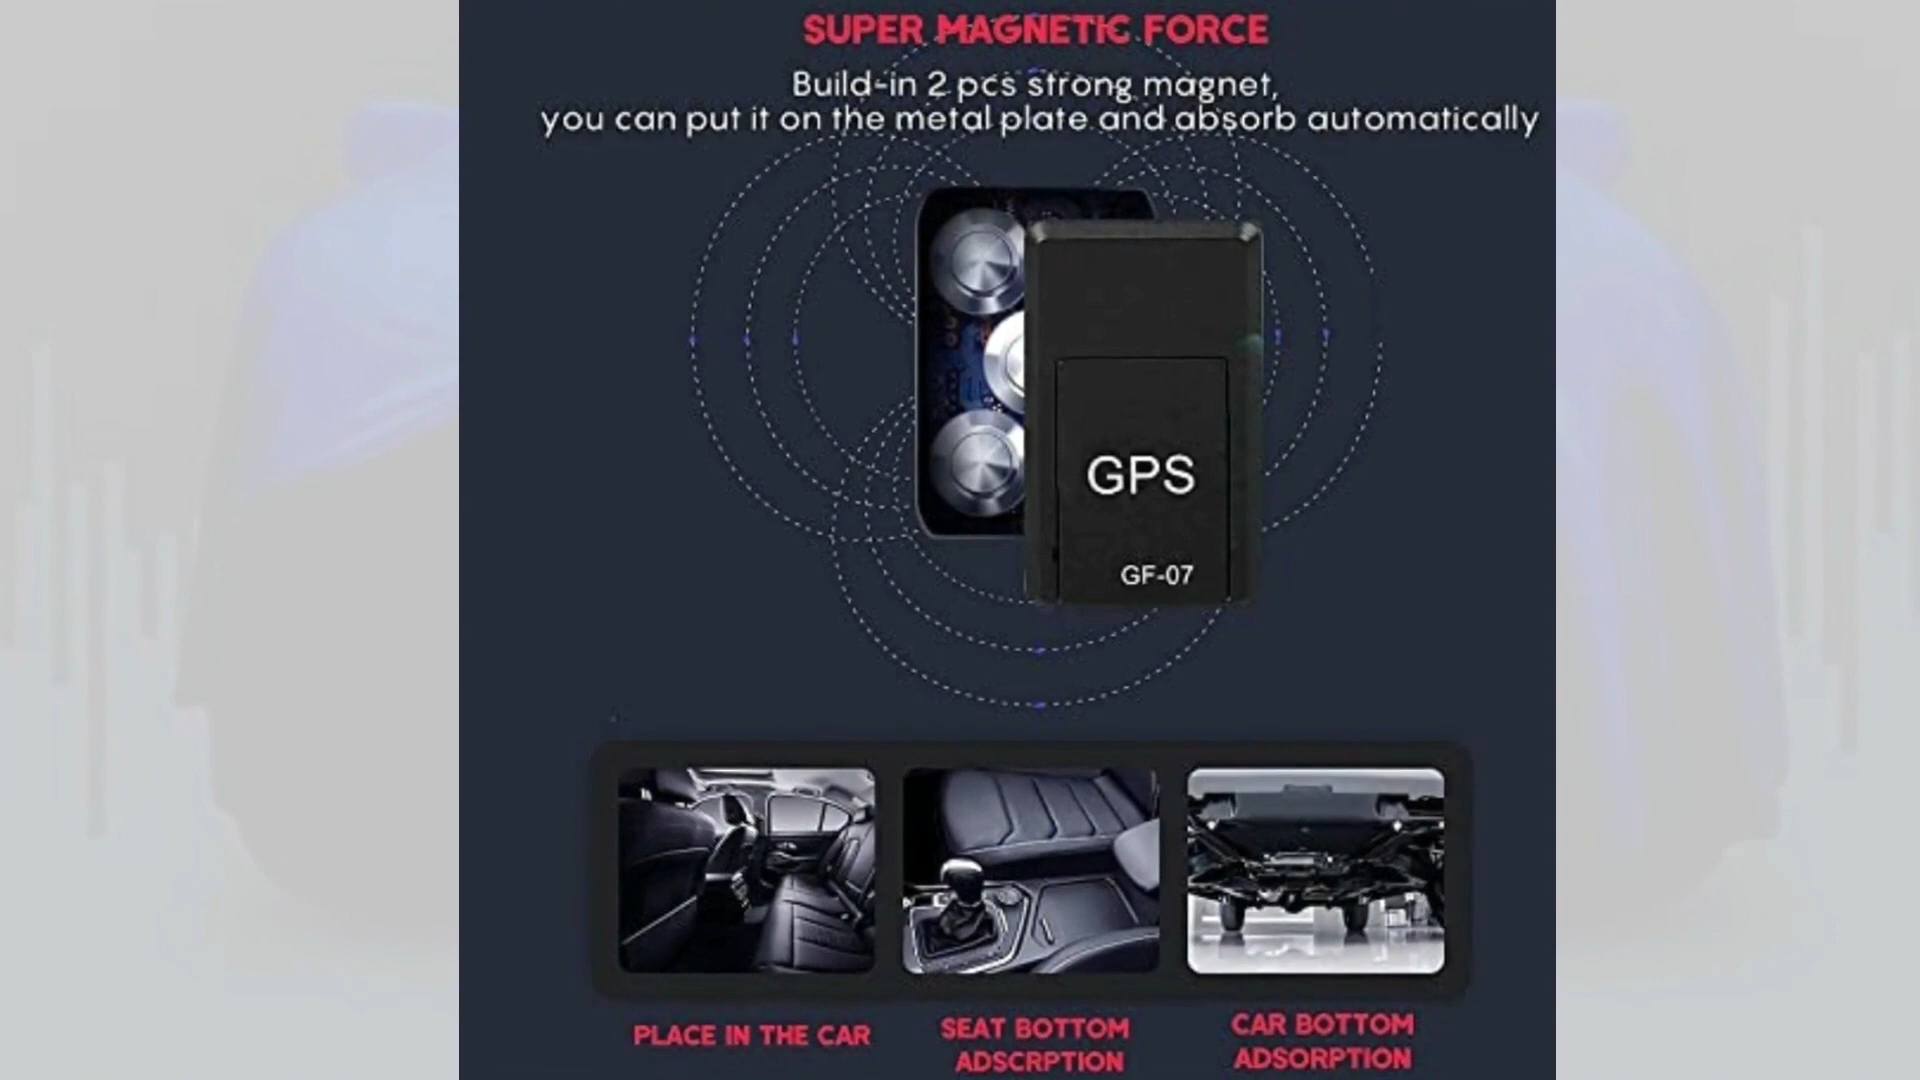 SUPER MAGNETIC FORCE
Build-in 2 pcs strong magnet,
you can put it on the metal plate and absorb automatically
GPS
GF-07
PLACE IN THE CAR
SEAT BOTTOM
ADSCRPTION
CAR BOTTOM
ADSORPTION